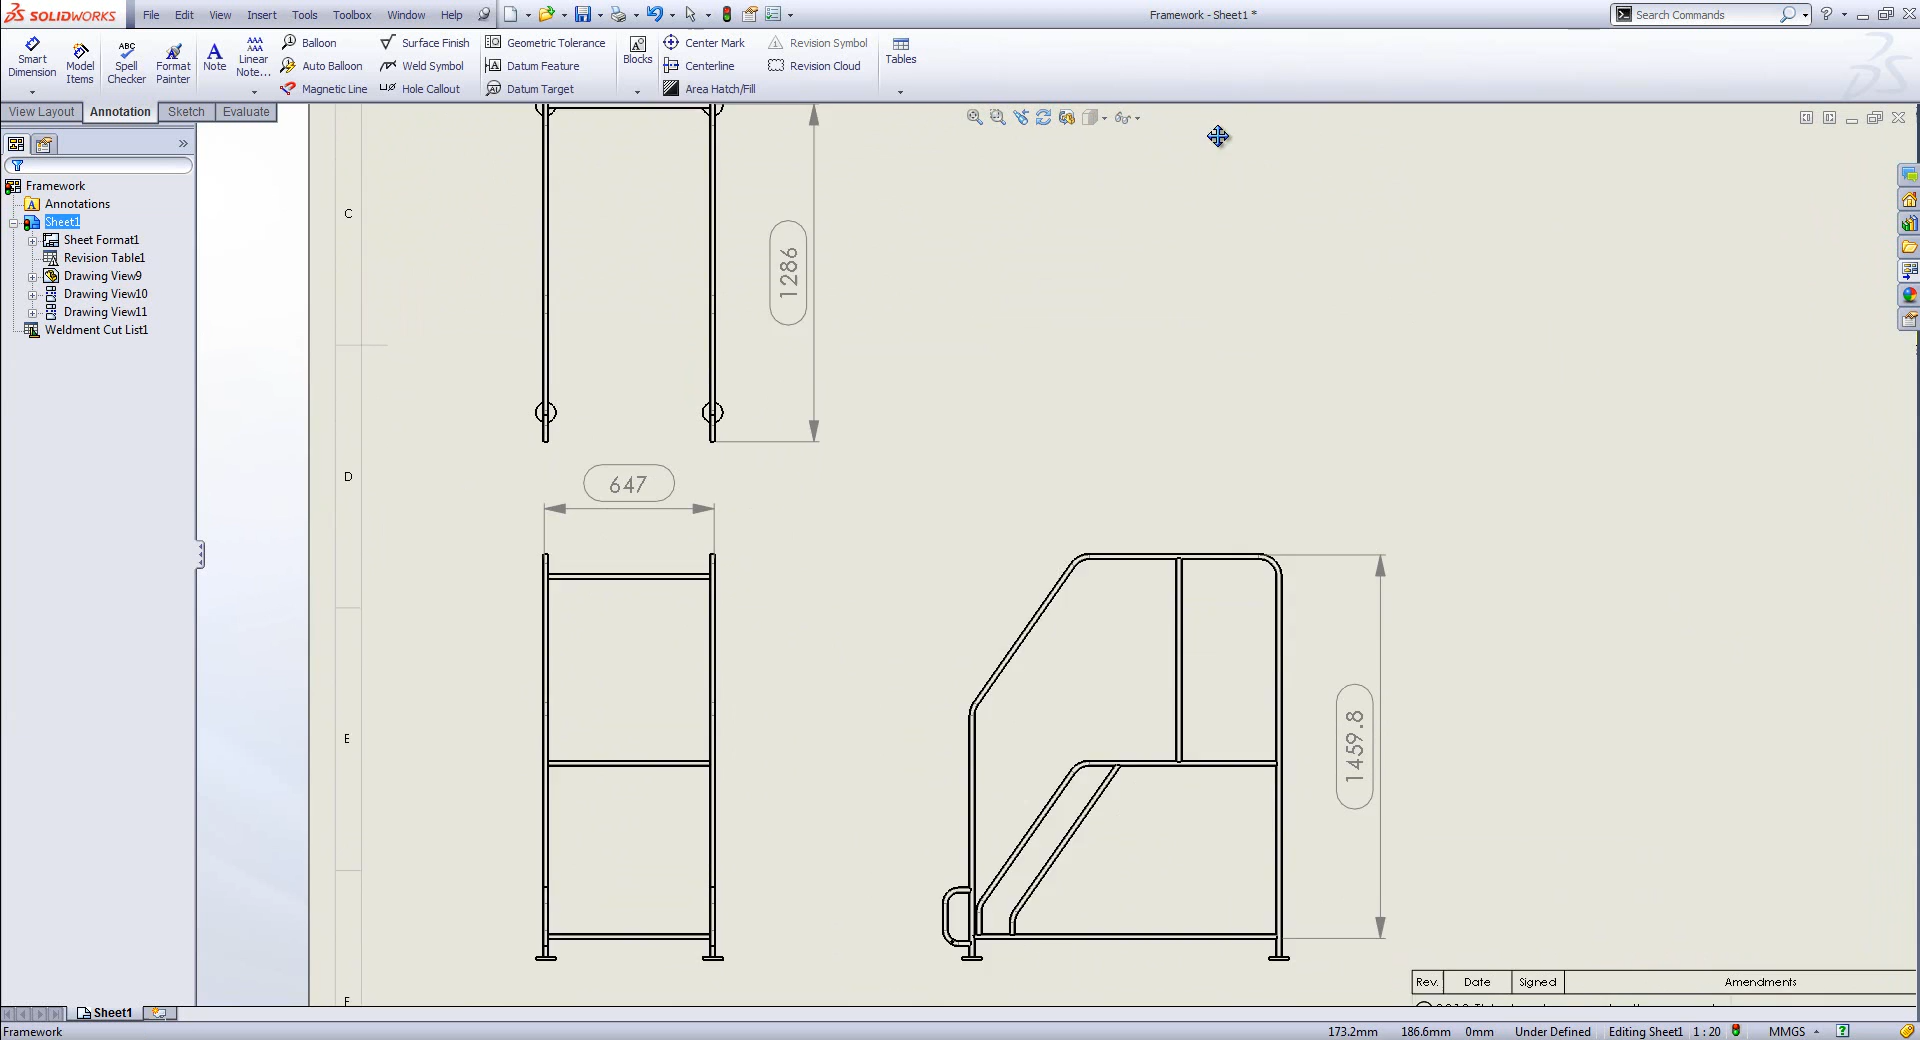 SOLIDWORKS File Edit View Insert Tools Toolbox Window Help Framework - Sheet1 * Search Commands
Smart Dimension
Model Items
ABC Spell Checker
Format Painter
A Note
AAA AAA Linear Note...
Balloon
Auto Balloon
Magnetic Line
Surface Finish
Weld Symbol
Hole Callout
Geometric Tolerance
Datum Feature
Datum Target
Blocks
Center Mark
Centerline
Area Hatch/Fill
Revision Symbol
Revision Cloud
Tables
View Layout Annotation Sketch Evaluate
Framework
Annotations
Sheet1
Sheet Format1
Revision Table1
Drawing View9
Drawing View10
Drawing View11
Weldment Cut List1
C
1286
D
647
E
1459.8
F
Rev. Date Signed Amendments
Sheet1
Framework 173.2mm 186.6mm 0mm Under Defined Editing Sheet1 1 : 20 MMGS